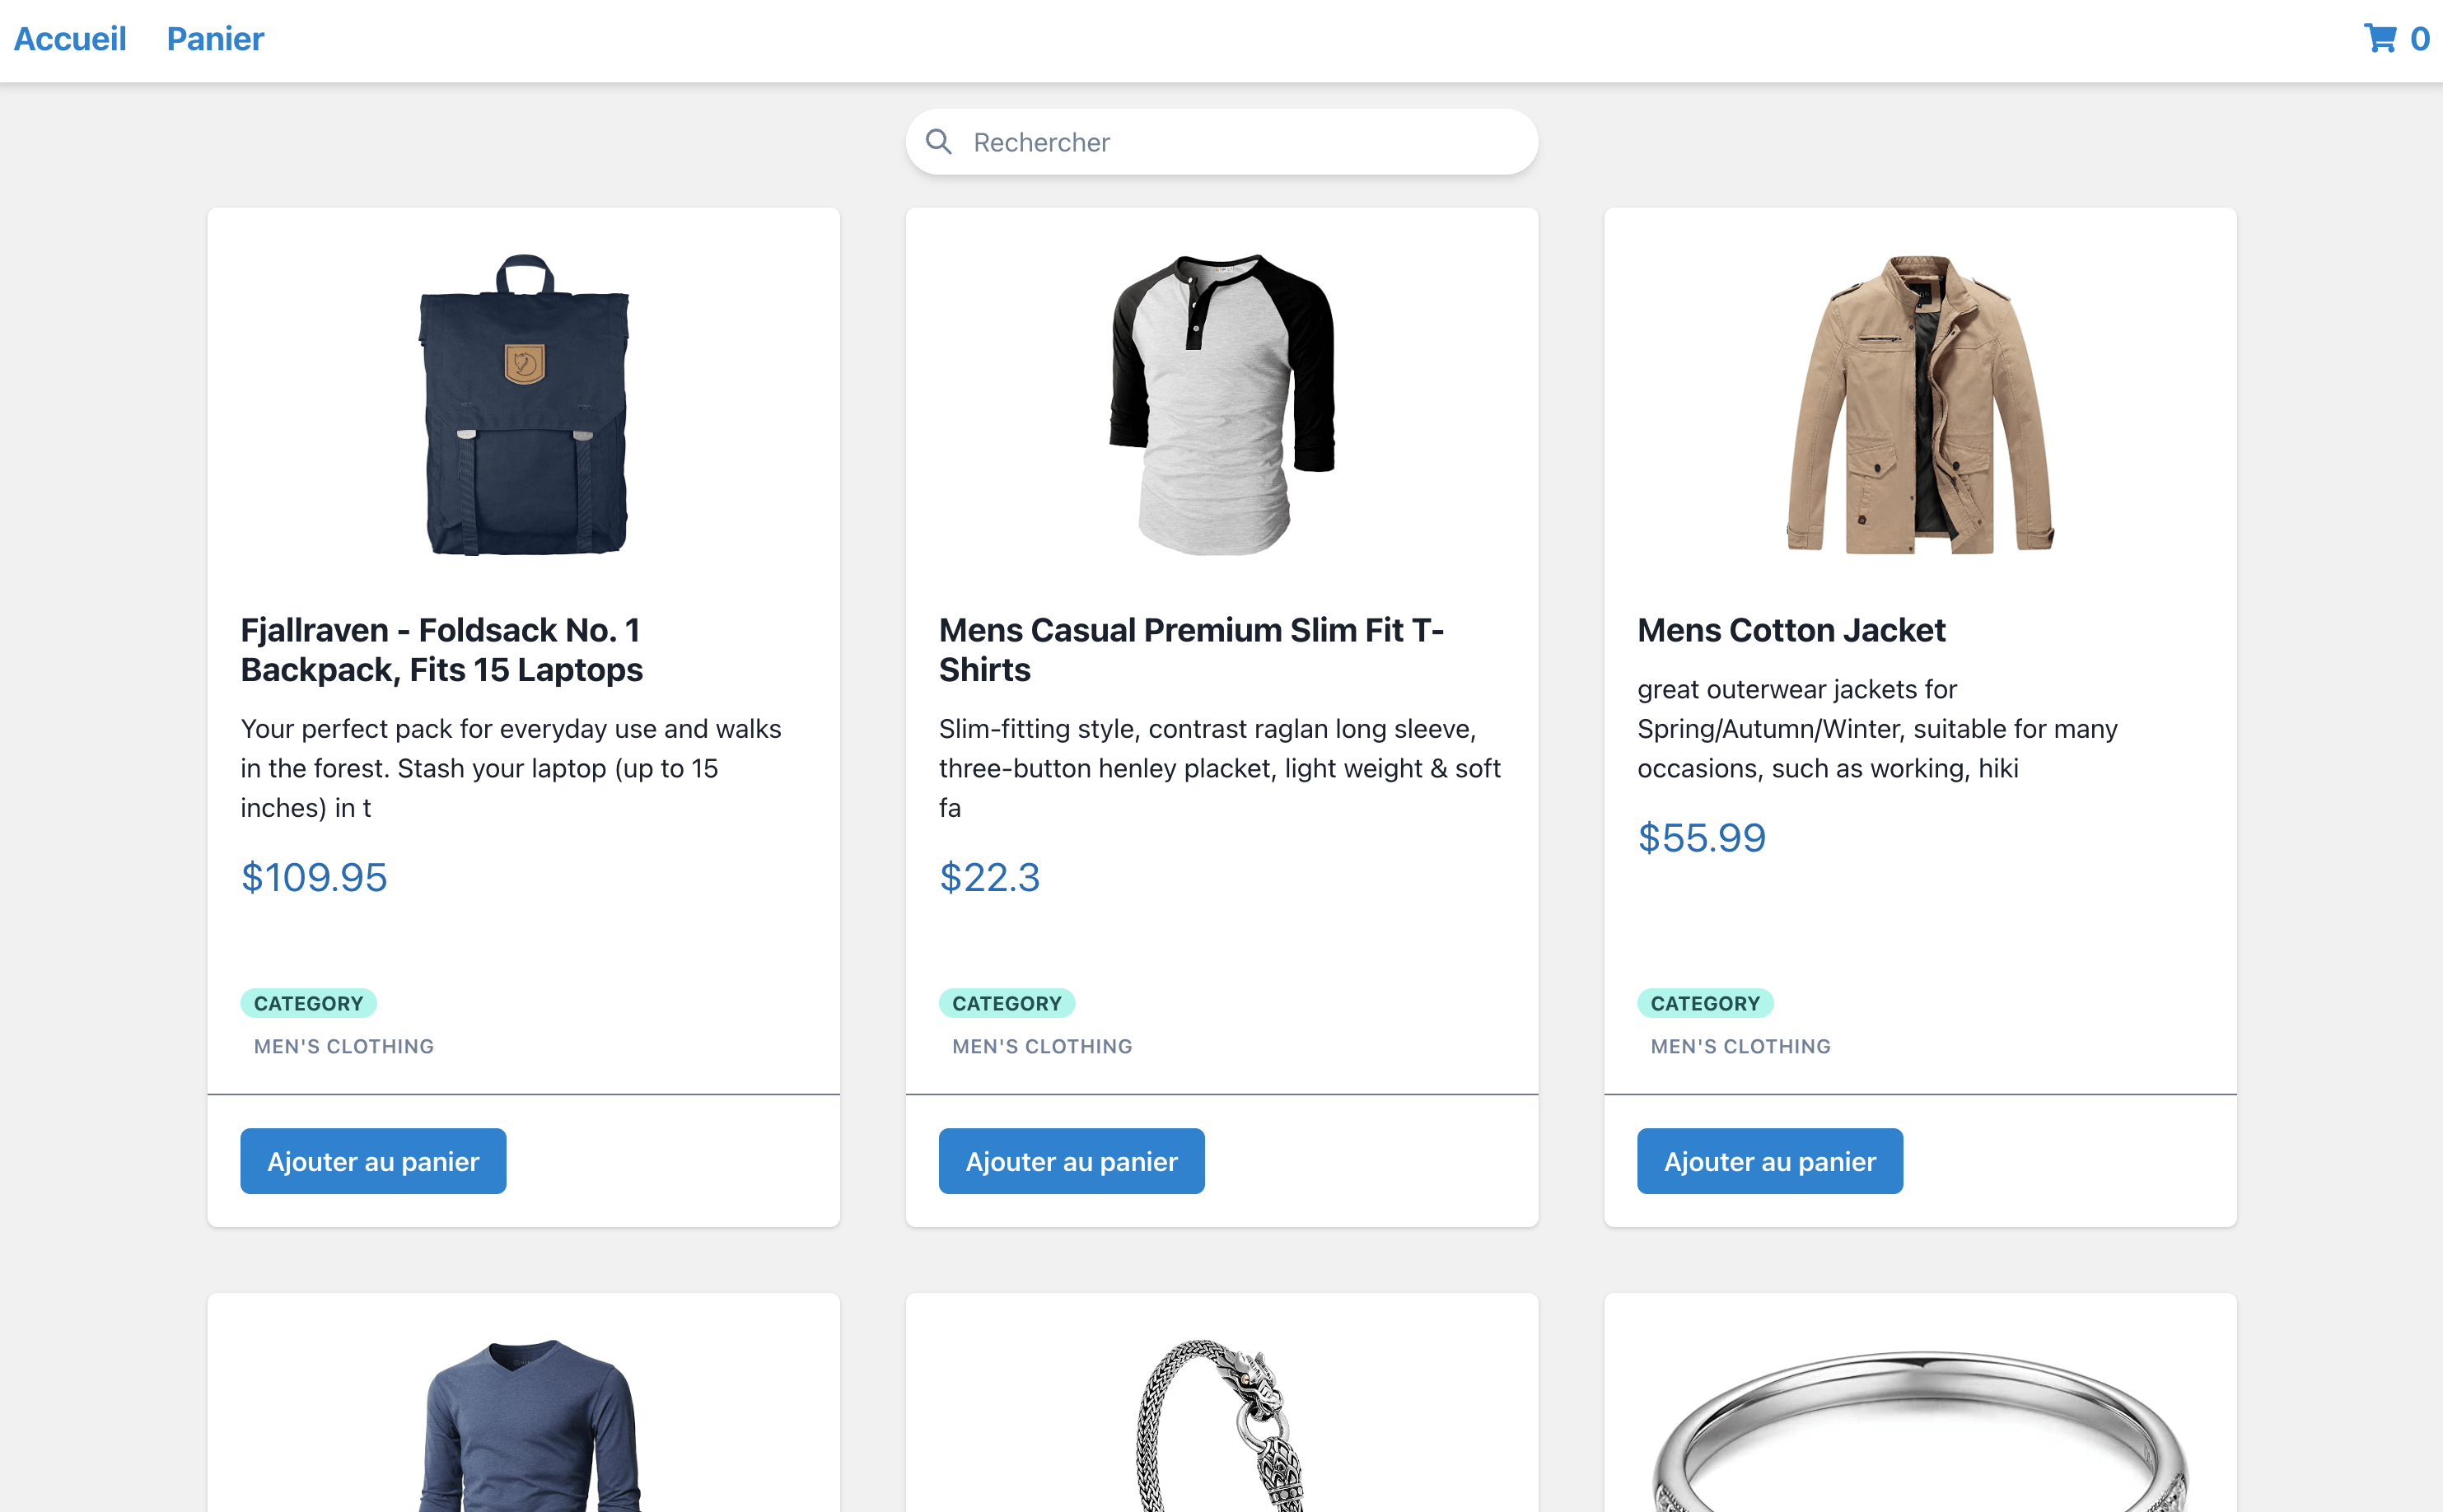 Accueil Panier 0
Rechercher
Fjallraven - Foldsack No. 1
Backpack, Fits 15 Laptops
Your perfect pack for everyday use and walks
in the forest. Stash your laptop (up to 15
inches) in t
$109.95
CATEGORY
MEN'S CLOTHING
Ajouter au panier
Mens Casual Premium Slim Fit T-
Shirts
Slim-fitting style, contrast raglan long sleeve,
three-button henley placket, light weight & soft
fa
$22.3
CATEGORY
MEN'S CLOTHING
Ajouter au panier
Mens Cotton Jacket
great outerwear jackets for
Spring/Autumn/Winter, suitable for many
occasions, such as working, hiki
$55.99
CATEGORY
MEN'S CLOTHING
Ajouter au panier